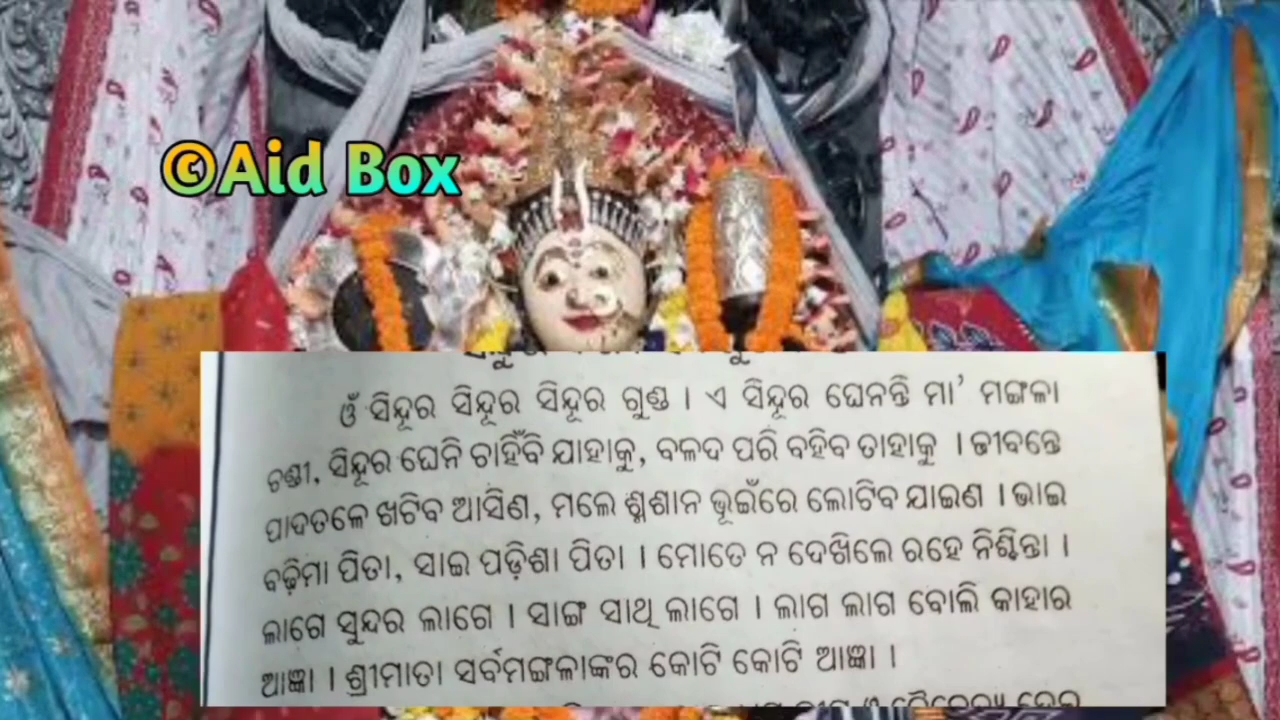 ©Aid Box
ଓଁ ସିନ୍ଦୂର ସିନ୍ଦୂର ସିନ୍ଦୂର ଗୁଣ୍ଡ । ଏ ସିନ୍ଦୂର ଘେନନ୍ତି ମା’ ମଙ୍ଗଳା
ଚଣ୍ଡୀ, ସିନ୍ଦୂର ଘେନି ଚାହିଁବି ଯାହାକୁ, ବଳଦ ପରି ବହିବ ତାହାକୁ । ଜୀବନ୍ତେ
ପାଦତଳେ ଖଟିବ ଆସିଣ, ମଲେ ଶ୍ମଶାନ ଭୂଇଁରେ ଲୋଟିବ ଯାଇଣ । ଭାଇ
ବଢ଼ିମା ପିତା, ସାଇ ପଡ଼ିଶା ପିତା । ମୋତେ ନ ଦେଖିଲେ ରହେ ନିଶ୍ଚିନ୍ତା ।
ଲାଗେ ସୁନ୍ଦର ଲାଗେ । ସାଙ୍ଗ ସାଥି ଲାଗେ । ଲାଗ ଲାଗ ବୋଲି କାହାର
ଆଜ୍ଞା । ଶ୍ରୀମାତା ସର୍ବମଙ୍ଗଳାଙ୍କର କୋଟି କୋଟି ଆଜ୍ଞା ।